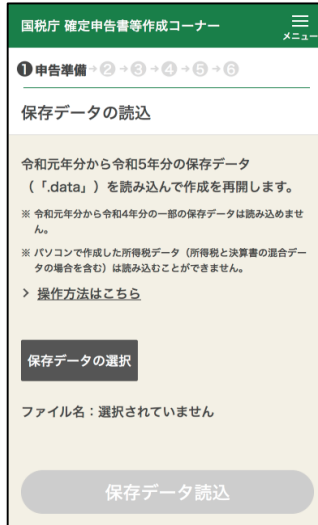 国税庁 確定申告書等作成コーナー
メニュー
❶申告準備→❷→❸→❹→❺→❻
保存データの読込
令和元年分から令和5年分の保存データ
（「.data」）を読み込んで作成を再開します。
※ 令和元年分から令和4年分の一部の保存データは読み込めませ
ん。
※ パソコンで作成した所得税データ（所得税と決算書の混合デー
タの場合を含む）は読み込むことができません。
> 操作方法はこちら
保存データの選択
ファイル名：選択されていません
保存データ読込